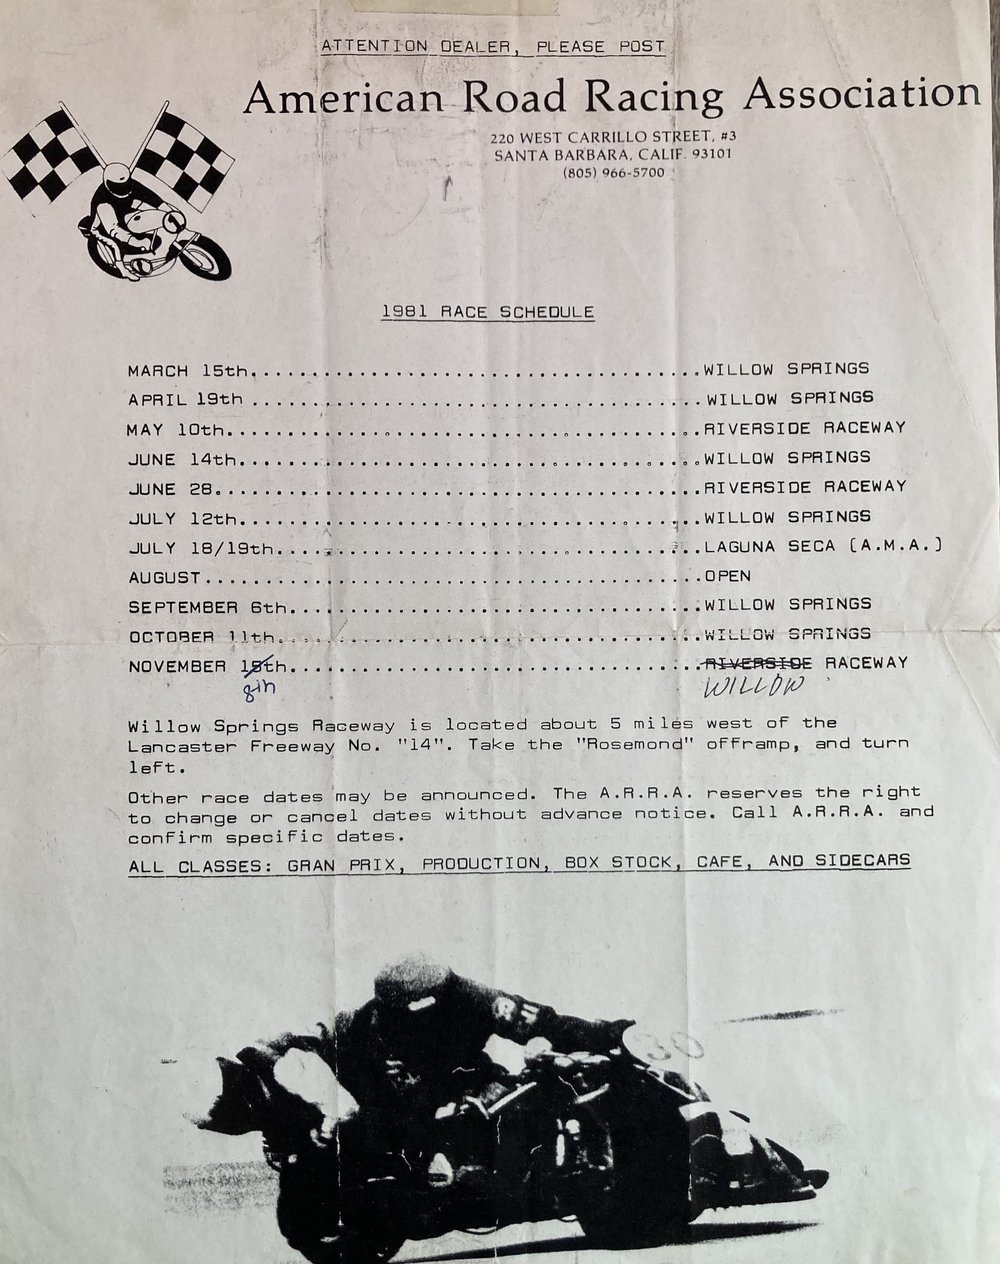 ATTENTION DEALER, PLEASE POST
American Road Racing Association
220 WEST CARRILLO STREET, #3
SANTA BARBARA, CALIF. 93101
(805) 966-5700
1
1981 RACE SCHEDULE
MARCH 15th.....................................WILLOW SPRINGS
APRIL 19th.....................................WILLOW SPRINGS
MAY 10th.......................................RIVERSIDE RACEWAY
JUNE 14th......................................WILLOW SPRINGS
JUNE 28........................................RIVERSIDE RACEWAY
JULY 12th......................................WILLOW SPRINGS
JULY 18/19th...................................LAGUNA SECA (A.M.A.)
AUGUST.........................................OPEN
SEPTEMBER 6th..................................WILLOW SPRINGS
OCTOBER 11th...................................WILLOW SPRINGS
NOVEMBER 15th..................................RIVERSIDE RACEWAY
8th WILLOW
Willow Springs Raceway is located about 5 miles west of the
Lancaster Freeway No. "14". Take the "Rosemond" offramp, and turn
left.
Other race dates may be announced. The A.R.R.A. reserves the right
to change or cancel dates without advance notice. Call A.R.R.A. and
confirm specific dates.
ALL CLASSES: GRAN PRIX, PRODUCTION, BOX STOCK, CAFE, AND SIDECARS
30